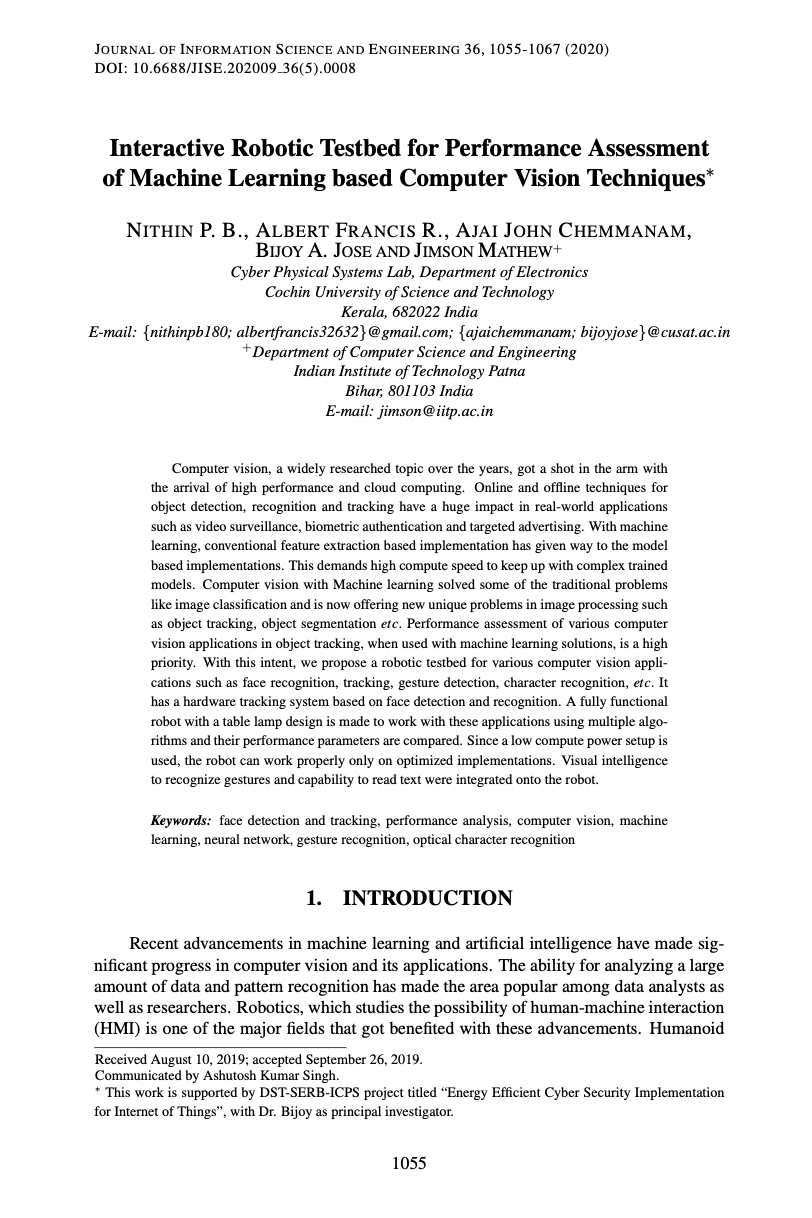 JOURNAL OF INFORMATION SCIENCE AND ENGINEERING 36, 1055-1067 (2020)
DOI: 10.6688/JISE.202009_36(5).0008
Interactive Robotic Testbed for Performance Assessment
of Machine Learning based Computer Vision Techniques*
NITHIN P. B., ALBERT FRANCIS R., AJAI JOHN CHEMMANAM,
BIJOY A. JOSE AND JIMSON MATHEW+
Cyber Physical Systems Lab, Department of Electronics
Cochin University of Science and Technology
Kerala, 682022 India
E-mail: {nithinpb180; albertfrancis32632}@gmail.com; {ajaichemmanam; bijoyjose}@cusat.ac.in
+Department of Computer Science and Engineering
Indian Institute of Technology Patna
Bihar, 801103 India
E-mail: jimson@iitp.ac.in
Computer vision, a widely researched topic over the years, got a shot in the arm with
the arrival of high performance and cloud computing. Online and offline techniques for
object detection, recognition and tracking have a huge impact in real-world applications
such as video surveillance, biometric authentication and targeted advertising. With machine
learning, conventional feature extraction based implementation has given way to the model
based implementations. This demands high compute speed to keep up with complex trained
models. Computer vision with Machine learning solved some of the traditional problems
like image classification and is now offering new unique problems in image processing such
as object tracking, object segmentation etc. Performance assessment of various computer
vision applications in object tracking, when used with machine learning solutions, is a high
priority. With this intent, we propose a robotic testbed for various computer vision appli-
cations such as face recognition, tracking, gesture detection, character recognition, etc. It
has a hardware tracking system based on face detection and recognition. A fully functional
robot with a table lamp design is made to work with these applications using multiple algo-
rithms and their performance parameters are compared. Since a low compute power setup is
used, the robot can work properly only on optimized implementations. Visual intelligence
to recognize gestures and capability to read text were integrated onto the robot.
Keywords: face detection and tracking, performance analysis, computer vision, machine
learning, neural network, gesture recognition, optical character recognition
1. INTRODUCTION
Recent advancements in machine learning and artificial intelligence have made sig-
nificant progress in computer vision and its applications. The ability for analyzing a large
amount of data and pattern recognition has made the area popular among data analysts as
well as researchers. Robotics, which studies the possibility of human-machine interaction
(HMI) is one of the major fields that got benefited with these advancements. Humanoid
Received August 10, 2019; accepted September 26, 2019.
Communicated by Ashutosh Kumar Singh.
* This work is supported by DST-SERB-ICPS project titled “Energy Efficient Cyber Security Implementation
for Internet of Things”, with Dr. Bijoy as principal investigator.
1055